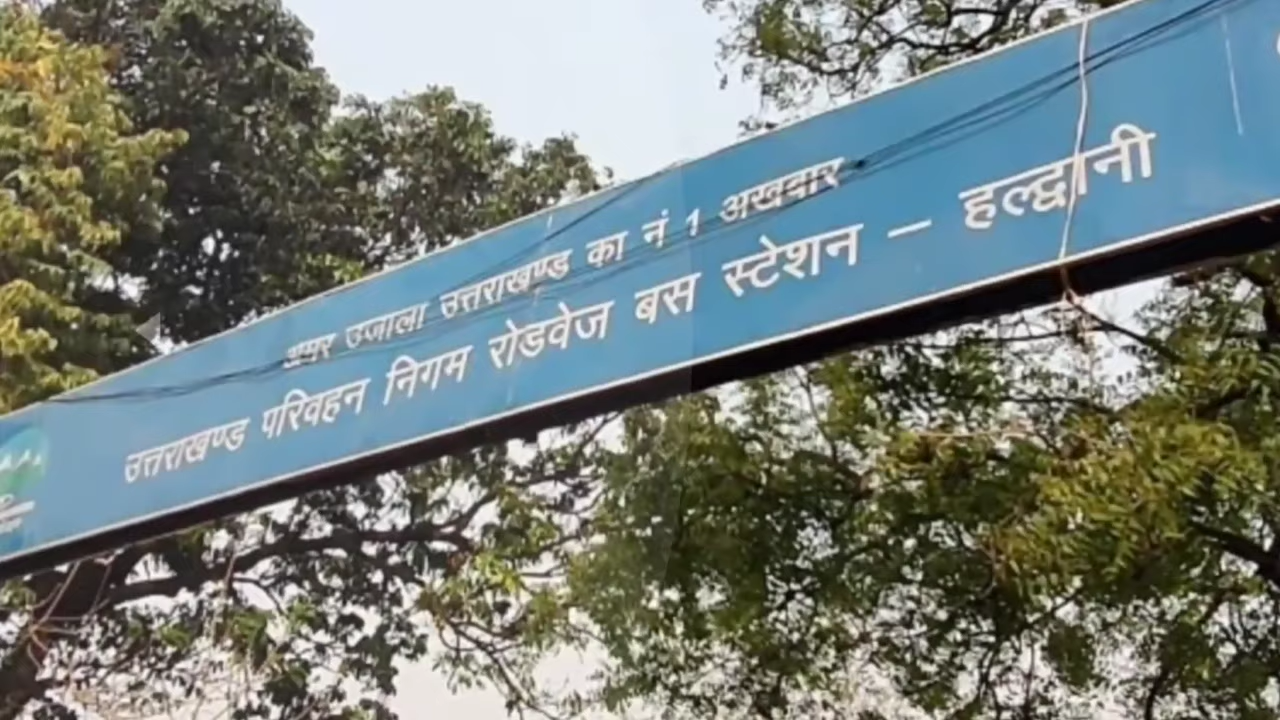 अमर उजाला उत्तराखण्ड का नं 1 अखबार
उत्तराखण्ड परिवहन निगम रोडवेज बस स्टेशन – हल्द्वानी